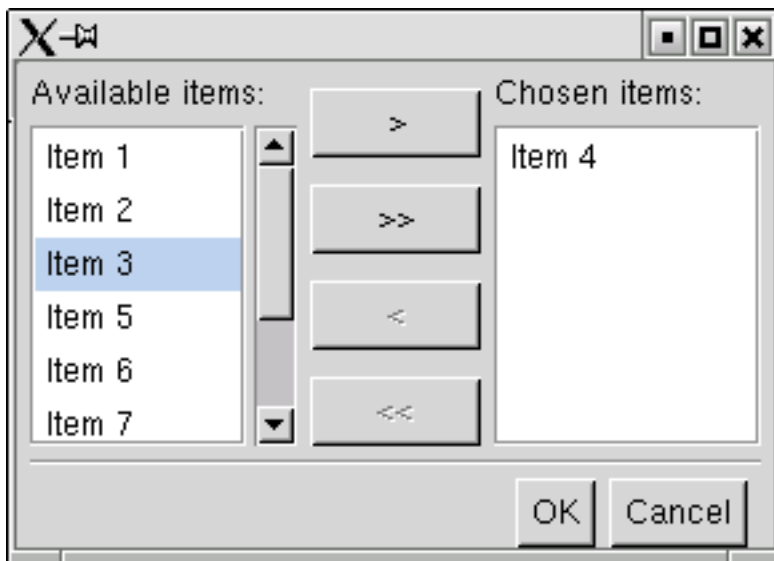 Available items:
Item 1
Item 2
Item 3
Item 5
Item 6
Item 7
>
>>
<
<<
Chosen items:
Item 4
OK
Cancel